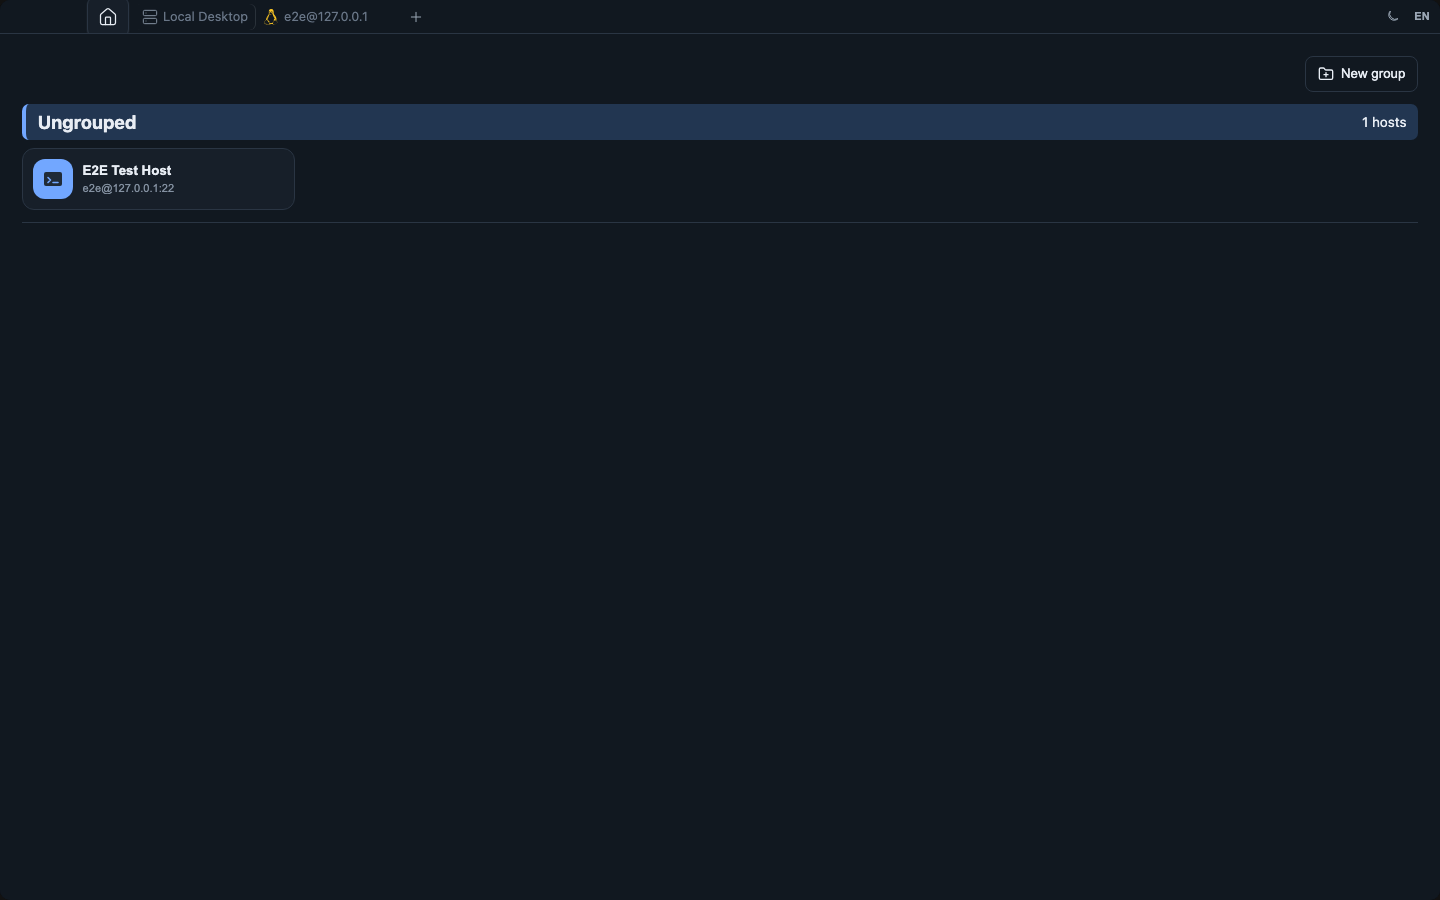 Local Desktop
e2e@127.0.0.1
EN
New group
Ungrouped
1 hosts
E2E Test Host
e2e@127.0.0.1:22